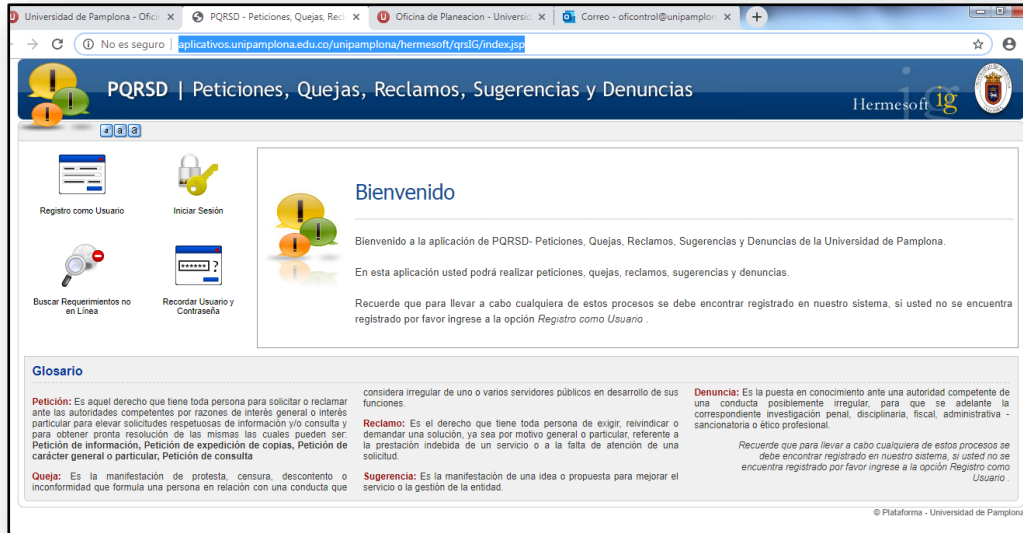 Universidad de Pamplona - Oficin
PQRSD - Peticiones, Quejas, Recl
Oficina de Planeacion - Universid
Correo - oficontrol@unipamplon
No es seguro | aplicativos.unipamplona.edu.co/unipamplona/hermesoft/qrsIG/index.jsp
PQRSD | Peticiones, Quejas, Reclamos, Sugerencias y Denuncias
Hermesoft ig
a a a
Registro como Usuario
Iniciar Sesión
Buscar Requerimientos no
en Línea
Recordar Usuario y
Contraseña
Bienvenido
Bienvenido a la aplicación de PQRSD- Peticiones, Quejas, Reclamos, Sugerencias y Denuncias de la Universidad de Pamplona.
En esta aplicación usted podrá realizar peticiones, quejas, reclamos, sugerencias y denuncias.
Recuerde que para llevar a cabo cualquiera de estos procesos se debe encontrar registrado en nuestro sistema, si usted no se encuentra
registrado por favor ingrese a la opción Registro como Usuario .
Glosario
Petición: Es aquel derecho que tiene toda persona para solicitar o reclamar
ante las autoridades competentes por razones de interés general o interés
particular para elevar solicitudes respetuosas de información y/o consulta y
para obtener pronta resolución de las mismas las cuales pueden ser:
Petición de información, Petición de expedición de copias, Petición de
carácter general o particular, Petición de consulta
Queja: Es la manifestación de protesta, censura, descontento o
inconformidad que formula una persona en relación con una conducta que
considera irregular de uno o varios servidores públicos en desarrollo de sus
funciones.
Reclamo: Es el derecho que tiene toda persona de exigir, reivindicar o
demandar una solución, ya sea por motivo general o particular, referente a
la prestación indebida de un servicio o a la falta de atención de una
solicitud.
Sugerencia: Es la manifestación de una idea o propuesta para mejorar el
servicio o la gestión de la entidad.
Denuncia: Es la puesta en conocimiento ante una autoridad competente de
una conducta posiblemente irregular, para que se adelante la
correspondiente investigación penal, disciplinaria, fiscal, administrativa -
sancionatoria o ético profesional.
Recuerde que para llevar a cabo cualquiera de estos procesos se
debe encontrar registrado en nuestro sistema, si usted no se
encuentra registrado por favor ingrese a la opción Registro como
Usuario .
© Plataforma - Universidad de Pamplona